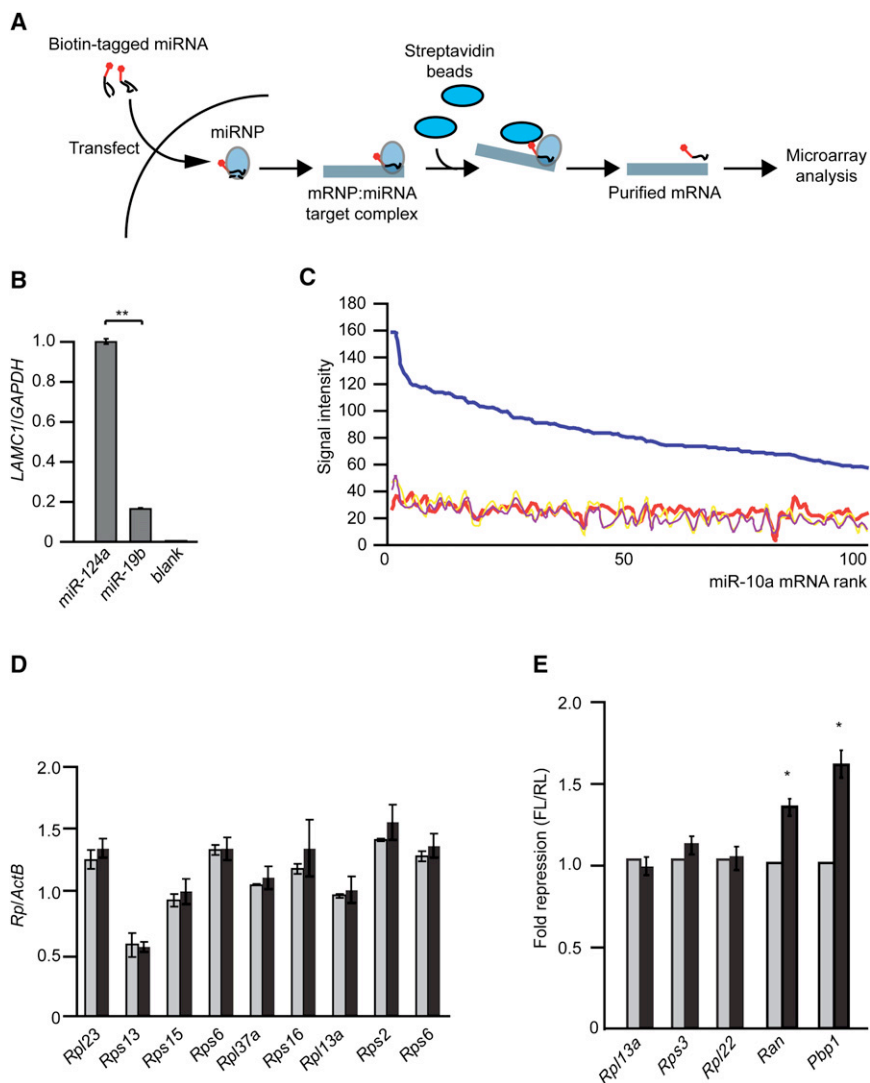 A
Biotin-tagged miRNA
Transfect
miRNP
mRNP:miRNA
target complex
Streptavidin
beads
Purified mRNA
Microarray
analysis
B
**
LAMC1/GAPDH
1.0
0.8
0.6
0.4
0.2
0
miR-124a
miR-19b
blank
C
Signal intensity
180
160
140
120
100
80
60
40
20
0
0
50
100
miR-10a mRNA rank
D
Rp/ActB
2.0
1.5
1.0
0.5
0
Rpl23
Rps13
Rps15
Rps6
Rpl37a
Rps16
Rpl13a
Rps2
Rps6
E
Fold repression (FL/RL)
2.0
1.5
1.0
0.5
0
*
*
Rpl13a
Rps3
Rpl22
Ran
Pbp1